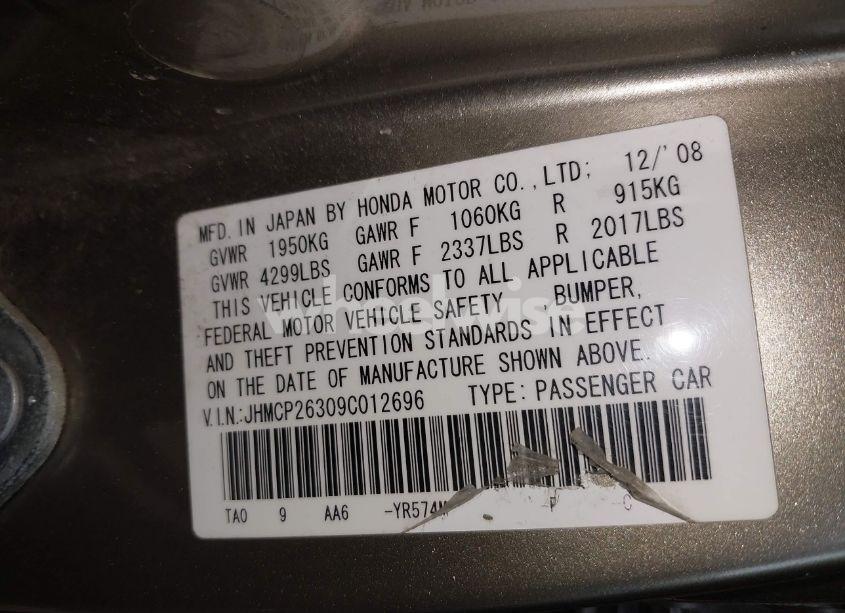 MFD. IN JAPAN BY HONDA MOTOR CO.,LTD; 12/'08
GVWR 1950KG GAWR F 1060KG R 915KG
GVWR 4299LBS GAWR F 2337LBS R 2017LBS
THIS VEHICLE CONFORMS TO ALL APPLICABLE
FEDERAL MOTOR VEHICLE SAFETY BUMPER,
AND THEFT PREVENTION STANDARDS IN EFFECT
ON THE DATE OF MANUFACTURE SHOWN ABOVE.
V.I.N.:JHMCP26309C012696 TYPE: PASSENGER CAR
TA0 9 AA6 -YR574M P C
wheelwise